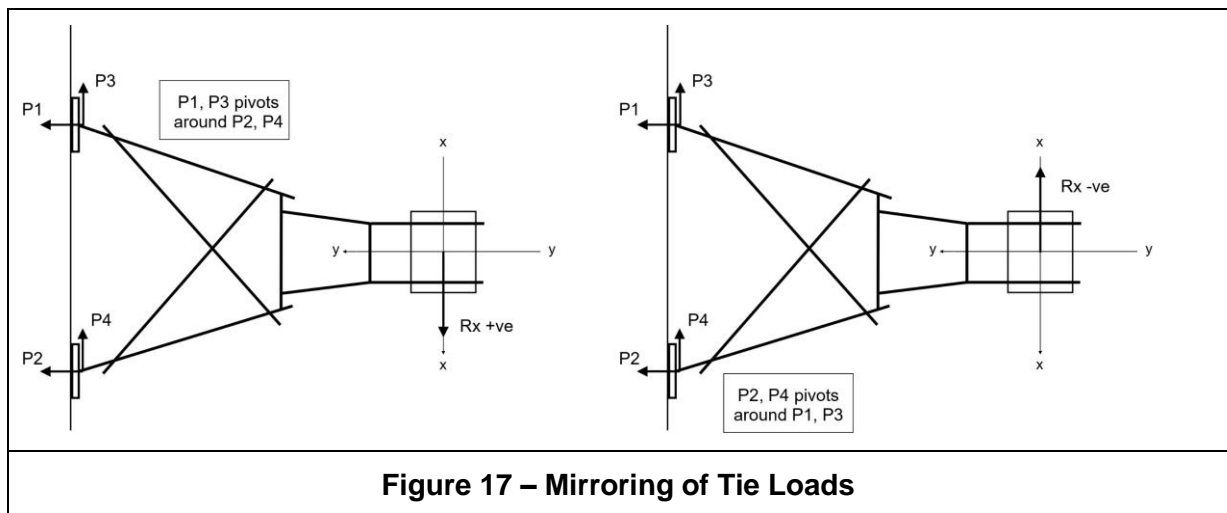 P3
P1
P1, P3 pivots
around P2, P4
x
y
y
P4
Rx +ve
P2
x
P3
P1
x
Rx -ve
y
y
P4
P2
x
P2, P4 pivots
around P1, P3
Figure 17 – Mirroring of Tie Loads